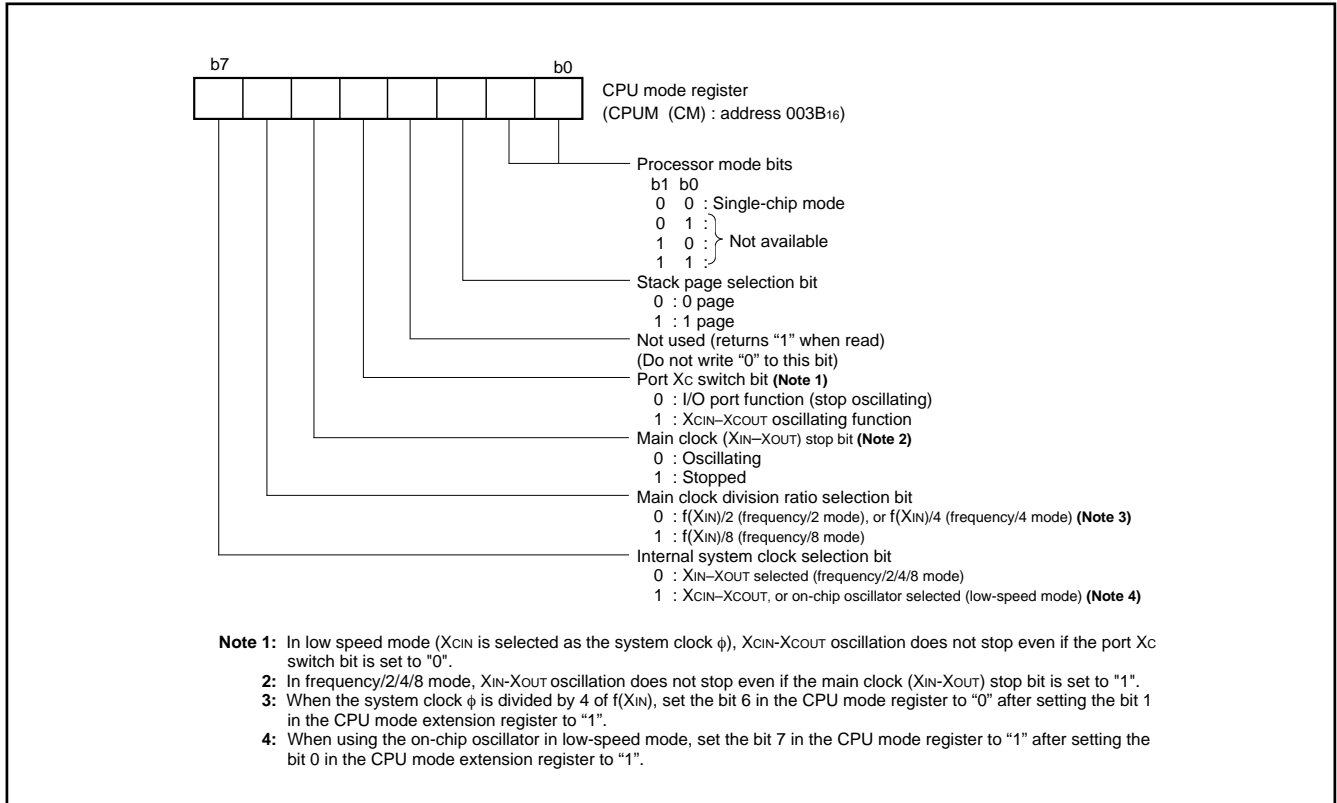 b7 b0
CPU mode register
(CPUM (CM) : address 003B16)
Processor mode bits
b1 b0
0 0 : Single-chip mode
0 1 :
1 0 : Not available
1 1 :
Stack page selection bit
0 : 0 page
1 : 1 page
Not used (returns “1” when read)
(Do not write “0” to this bit)
Port XC switch bit (Note 1)
0 : I/O port function (stop oscillating)
1 : XCIN–XCOUT oscillating function
Main clock (XIN–XOUT) stop bit (Note 2)
0 : Oscillating
1 : Stopped
Main clock division ratio selection bit
0 : f(XIN)/2 (frequency/2 mode), or f(XIN)/4 (frequency/4 mode) (Note 3)
1 : f(XIN)/8 (frequency/8 mode)
Internal system clock selection bit
0 : XIN–XOUT selected (frequency/2/4/8 mode)
1 : XCIN–XCOUT, or on-chip oscillator selected (low-speed mode) (Note 4)
Note 1: In low speed mode (XCIN is selected as the system clock ϕ), XCIN-XCOUT oscillation does not stop even if the port XC
switch bit is set to "0".
2: In frequency/2/4/8 mode, XIN-XOUT oscillation does not stop even if the main clock (XIN-XOUT) stop bit is set to "1".
3: When the system clock ϕ is divided by 4 of f(XIN), set the bit 6 in the CPU mode register to “0” after setting the bit 1
in the CPU mode extension register to “1”.
4: When using the on-chip oscillator in low-speed mode, set the bit 7 in the CPU mode register to “1” after setting the
bit 0 in the CPU mode extension register to “1”.